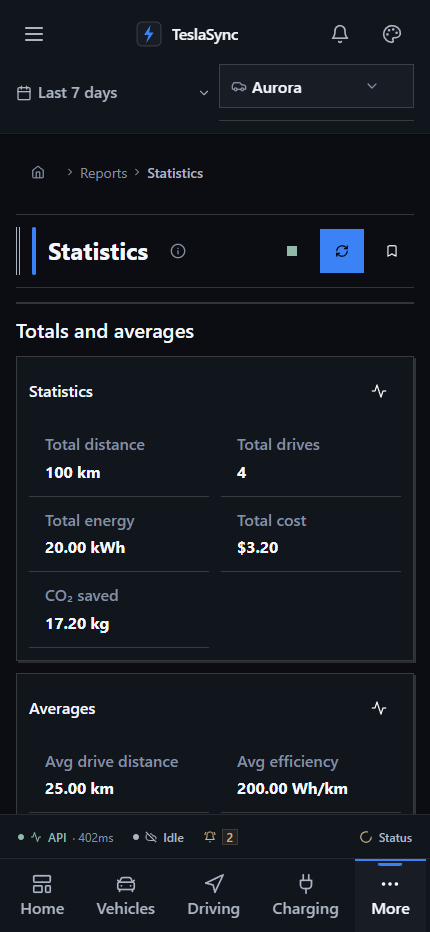 TeslaSync
Last 7 days
Aurora
Reports
Statistics
Statistics
Totals and averages
Statistics
Total distance
100 km
Total drives
4
Total energy
20.00 kWh
Total cost
$3.20
CO₂ saved
17.20 kg
Averages
Avg drive distance
25.00 km
Avg efficiency
200.00 Wh/km
API · 402ms
Idle
2
Status
Home
Vehicles
Driving
Charging
More